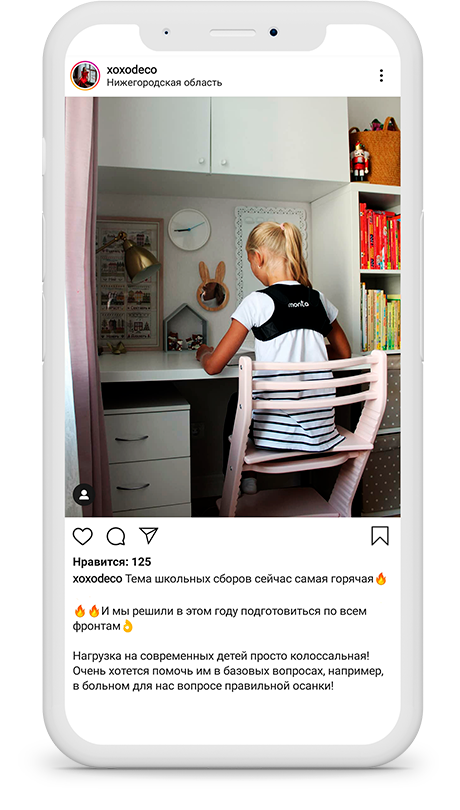 xoxodeco
Нижегородская область
monta
Нравится: 125
xoxodeco Тема школьных сборов сейчас самая горячая🔥
🔥🔥И мы решили в этом году подготовиться по всем
фронтам👌
Нагрузка на современных детей просто колоссальная!
Очень хотется помочь им в базовых вопросах, например,
в больном для нас вопросе правильной осанки!